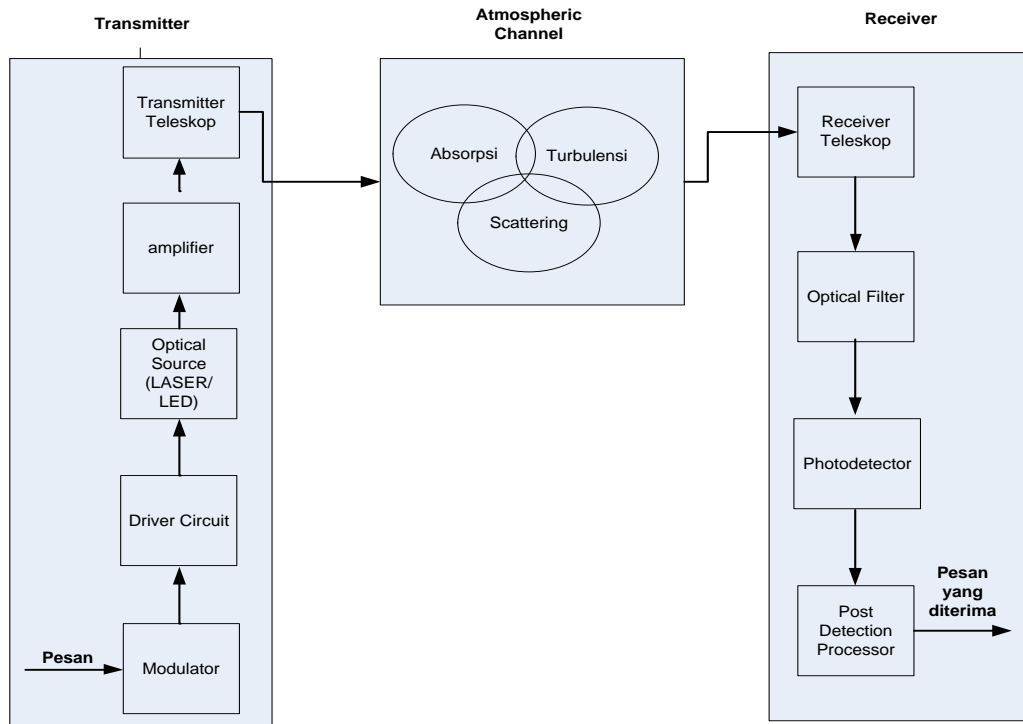 Transmitter
Transmitter
Teleskop
amplifier
Optical
Source
(LASER/
LED)
Driver Circuit
Pesan
Modulator
Atmospheric
Channel
Absorpsi
Turbulensi
Scattering
Receiver
Receiver
Teleskop
Optical Filter
Photodetector
Post
Detection
Processor
Pesan
yang
diterima